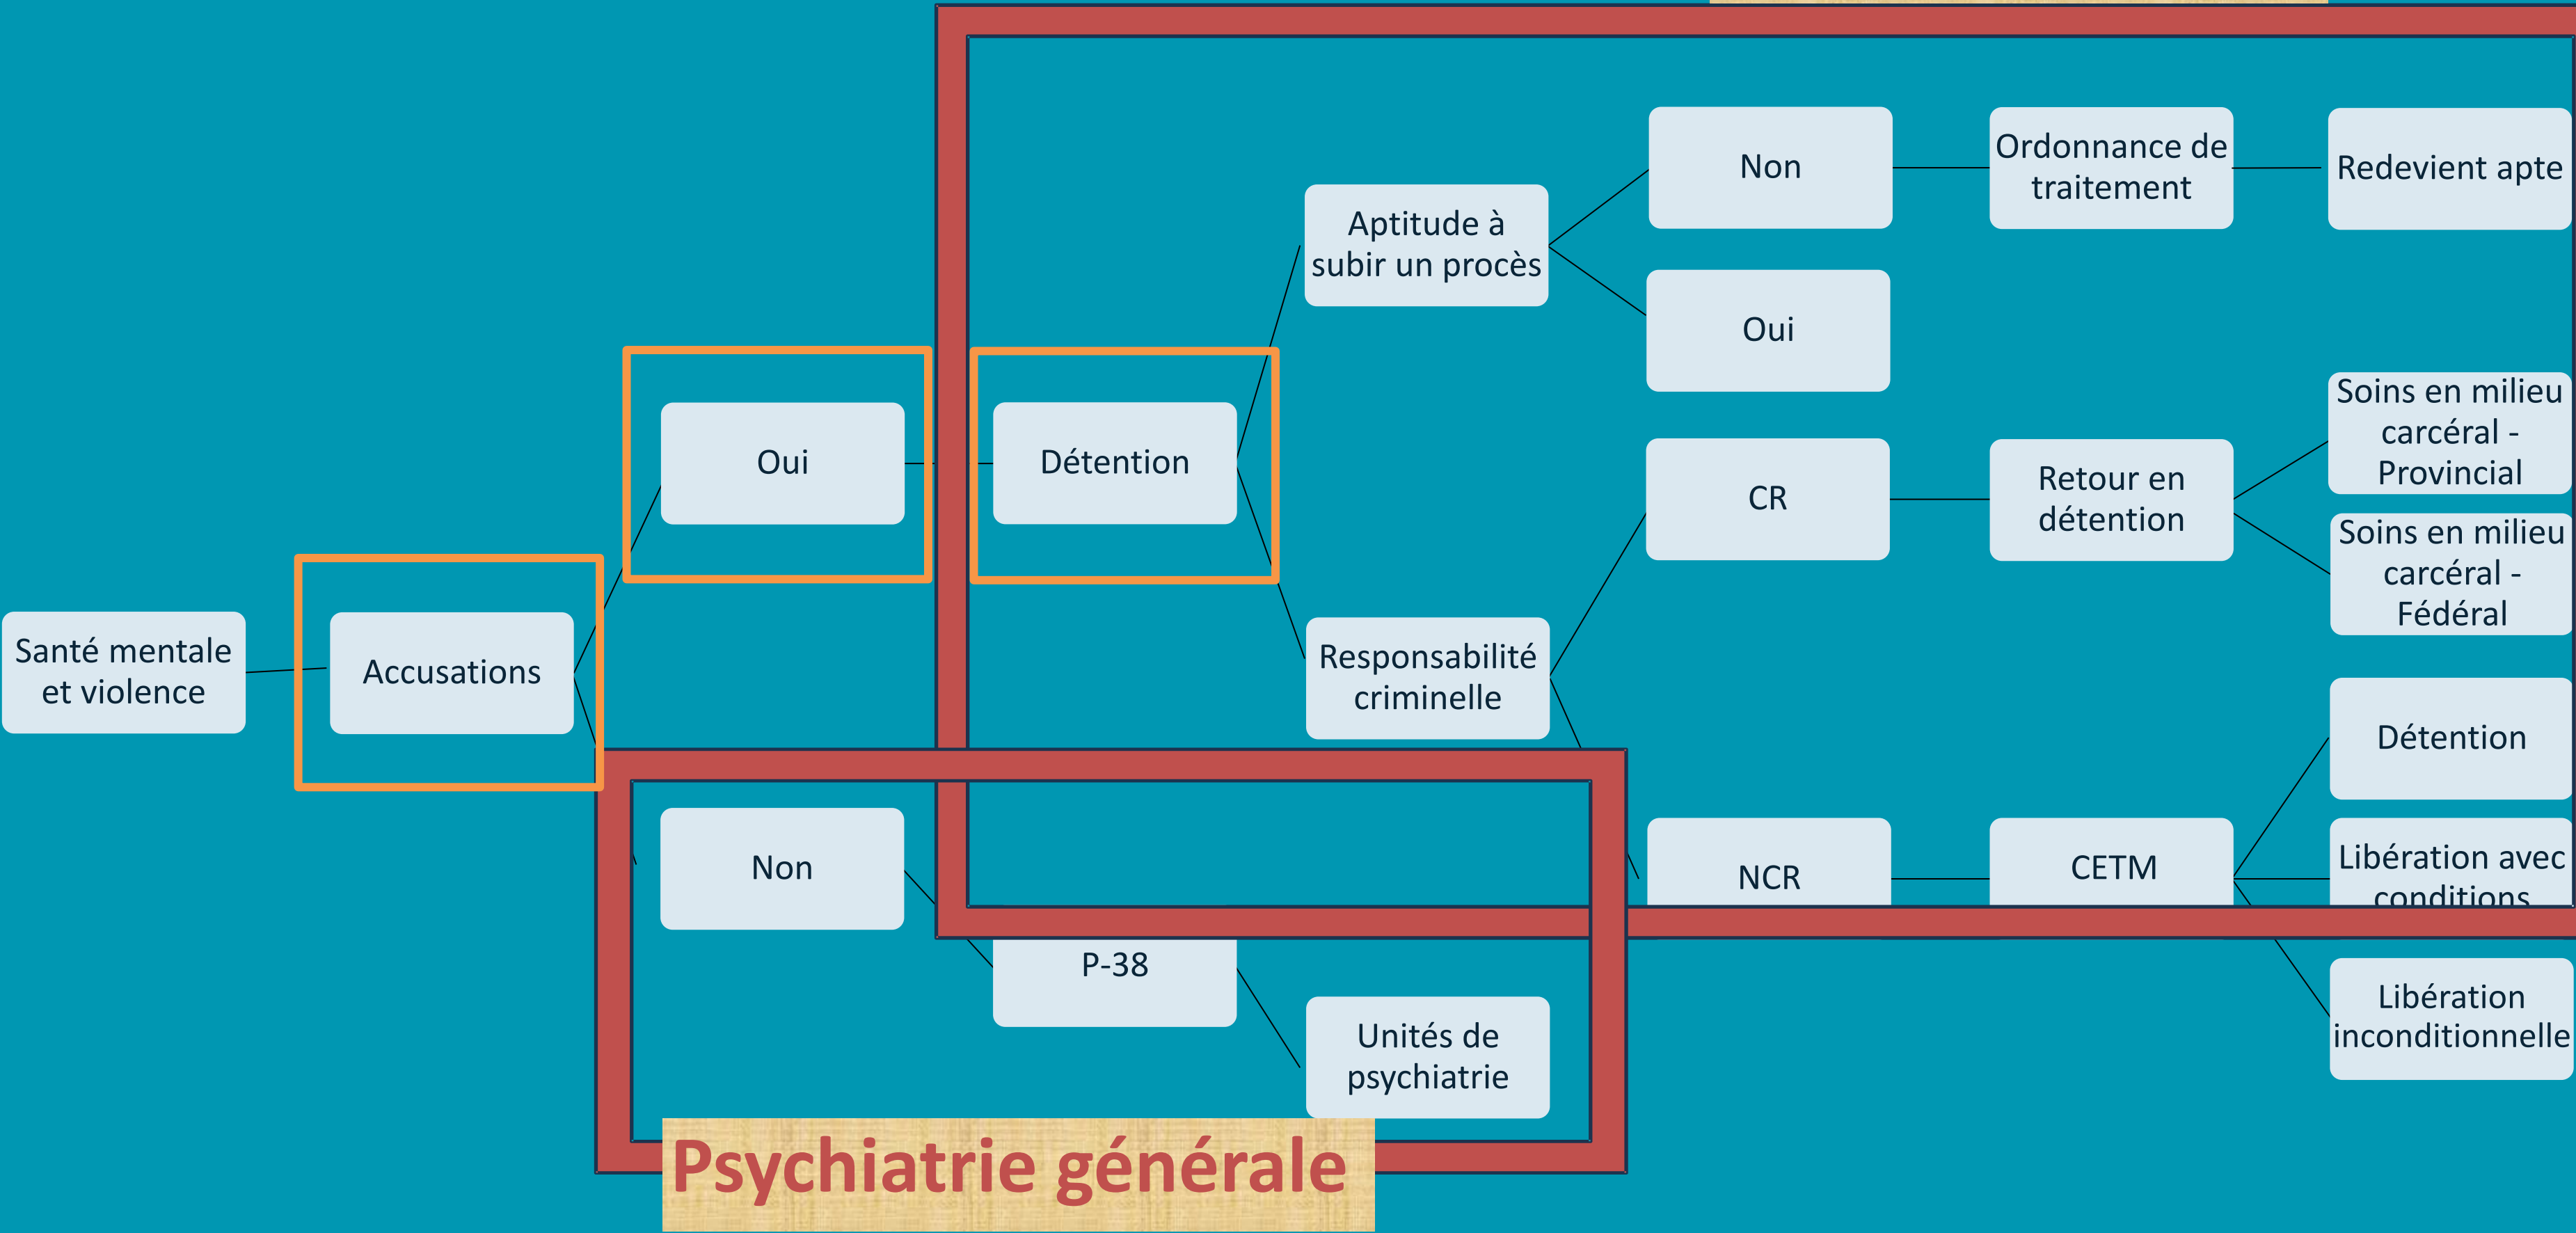 Santé mentale
et violence
Accusations
Oui
Détention
Aptitude à
subir un procès
Non
Ordonnance de
traitement
Redevient apte
Oui
Responsabilité
criminelle
CR
Retour en
détention
Soins en milieu
carcéral -
Provincial
Soins en milieu
carcéral -
Fédéral
NCR
CETM
Détention
Libération avec
conditions
Libération
inconditionnelle
Non
P-38
Unités de
psychiatrie
Psychiatrie générale